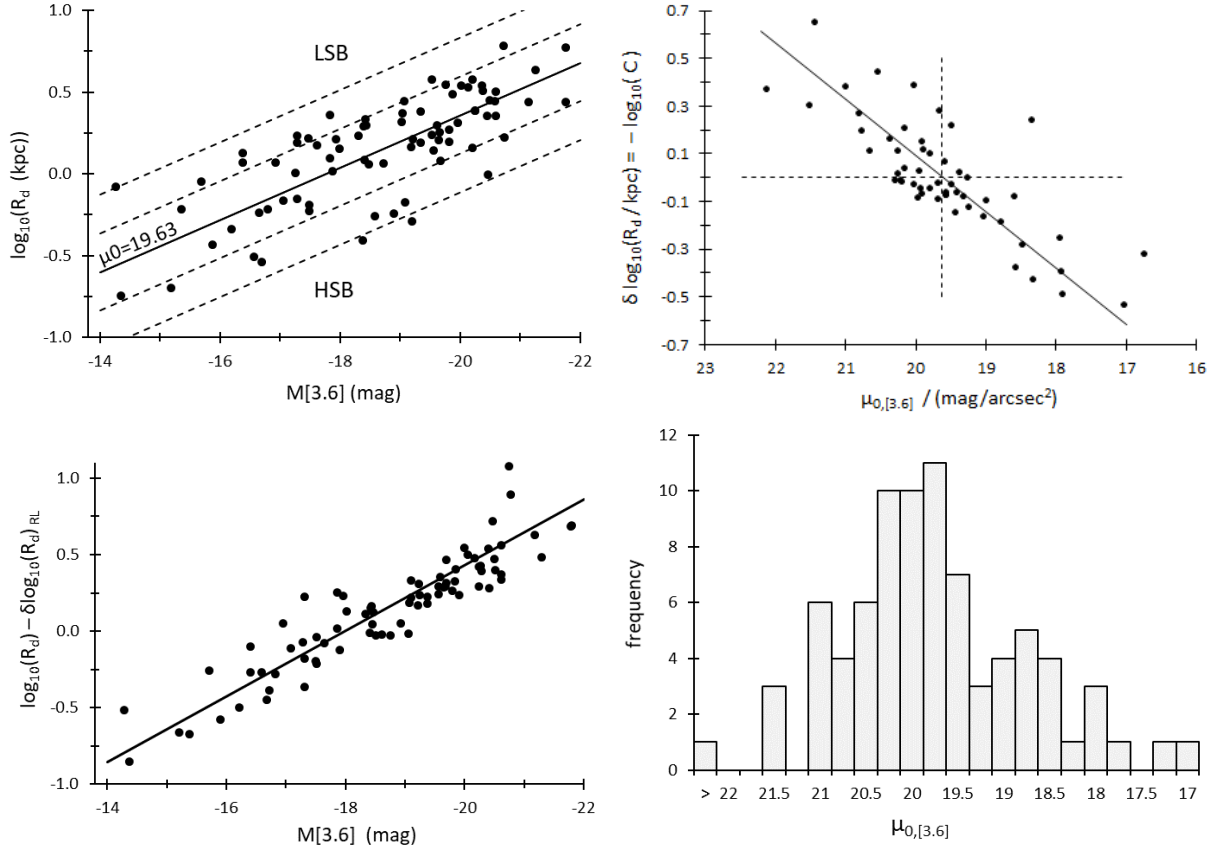 1.0
0.5
0.0
-0.5
-1.0
log₁₀(R_d (kpc))
LSB
μ0=19.63
HSB
-14 -16 -18 -20 -22
M[3.6] (mag)
0.7
0.5
0.3
0.1
-0.1
-0.3
-0.5
-0.7
δ log₁₀(R_d / kpc) = − log₁₀( C )
23 22 21 20 19 18 17 16
μ₀,[3.6] / (mag/arcsec²)
1.0
0.5
0.0
-0.5
-1.0
log₁₀(R_d) − δlog₁₀(R_d) RL
-14 -16 -18 -20 -22
M[3.6] (mag)
12
10
8
6
4
2
0
frequency
> 22 21.5 21 20.5 20 19.5 19 18.5 18 17.5 17
μ₀,[3.6]